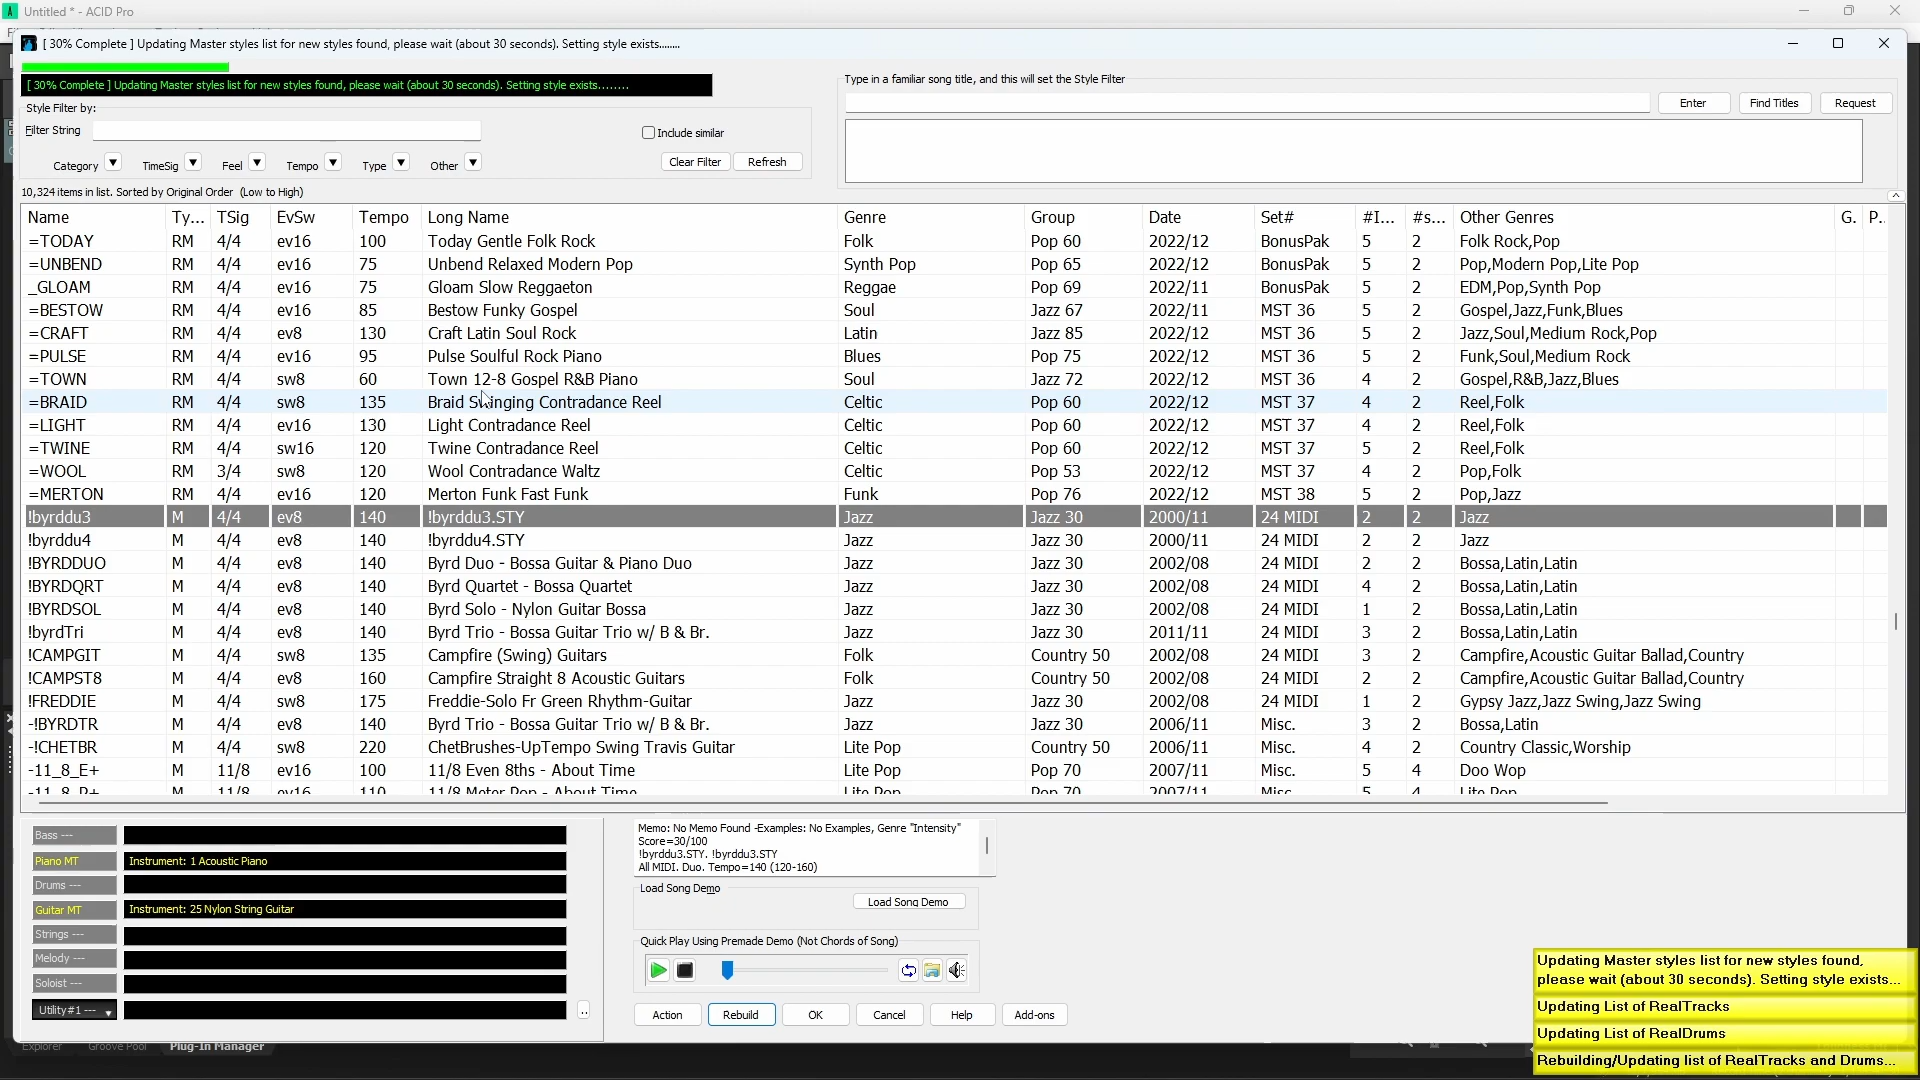 Untitled * - ACID Pro
[ 30% Complete ] Updating Master styles list for new styles found, please wait (about 30 seconds). Setting style exists........
[ 30% Complete ] Updating Master styles list for new styles found, please wait (about 30 seconds). Setting style exists........
Type in a familiar song title, and this will set the Style Filter
Enter Find Titles Request
Style Filter by:
Filter String
Include similar
Category TimeSig Feel Tempo Type Other Clear Filter Refresh
10,324 items in list. Sorted by Original Order (Low to High)
Name Ty... TSig EvSw Tempo Long Name Genre Group Date Set# #I... #s... Other Genres G. P..
=TODAY RM 4/4 ev16 100 Today Gentle Folk Rock Folk Pop 60 2022/12 BonusPak 5 2 Folk Rock,Pop
=UNBEND RM 4/4 ev16 75 Unbend Relaxed Modern Pop Synth Pop Pop 65 2022/12 BonusPak 5 2 Pop,Modern Pop,Lite Pop
_GLOAM RM 4/4 ev16 75 Gloam Slow Reggaeton Reggae Pop 69 2022/11 BonusPak 5 2 EDM,Pop,Synth Pop
=BESTOW RM 4/4 ev16 85 Bestow Funky Gospel Soul Jazz 67 2022/11 MST 36 5 2 Gospel,Jazz,Funk,Blues
=CRAFT RM 4/4 ev8 130 Craft Latin Soul Rock Latin Jazz 85 2022/12 MST 36 5 2 Jazz,Soul,Medium Rock,Pop
=PULSE RM 4/4 ev16 95 Pulse Soulful Rock Piano Blues Pop 75 2022/12 MST 36 5 2 Funk,Soul,Medium Rock
=TOWN RM 4/4 sw8 60 Town 12-8 Gospel R&B Piano Soul Jazz 72 2022/12 MST 36 4 2 Gospel,R&B,Jazz,Blues
=BRAID RM 4/4 sw8 135 Braid Swinging Contradance Reel Celtic Pop 60 2022/12 MST 37 4 2 Reel,Folk
=LIGHT RM 4/4 ev16 130 Light Contradance Reel Celtic Pop 60 2022/12 MST 37 4 2 Reel,Folk
=TWINE RM 4/4 sw16 120 Twine Contradance Reel Celtic Pop 60 2022/12 MST 37 5 2 Reel,Folk
=WOOL RM 3/4 sw8 120 Wool Contradance Waltz Celtic Pop 53 2022/12 MST 37 4 2 Pop,Folk
=MERTON RM 4/4 ev16 120 Merton Funk Fast Funk Funk Pop 76 2022/12 MST 38 5 2 Pop,Jazz
!byrddu3 M 4/4 ev8 140 !byrddu3.STY Jazz Jazz 30 2000/11 24 MIDI 2 2 Jazz
!byrddu4 M 4/4 ev8 140 !byrddu4.STY Jazz Jazz 30 2000/11 24 MIDI 2 2 Jazz
!BYRDDUO M 4/4 ev8 140 Byrd Duo - Bossa Guitar & Piano Duo Jazz Jazz 30 2002/08 24 MIDI 2 2 Bossa,Latin,Latin
!BYRDQRT M 4/4 ev8 140 Byrd Quartet - Bossa Quartet Jazz Jazz 30 2002/08 24 MIDI 4 2 Bossa,Latin,Latin
!BYRDSOL M 4/4 ev8 140 Byrd Solo - Nylon Guitar Bossa Jazz Jazz 30 2002/08 24 MIDI 1 2 Bossa,Latin,Latin
!byrdTri M 4/4 ev8 140 Byrd Trio - Bossa Guitar Trio w/ B & Br. Jazz Jazz 30 2011/11 24 MIDI 3 2 Bossa,Latin,Latin
!CAMPGIT M 4/4 sw8 135 Campfire (Swing) Guitars Folk Country 50 2002/08 24 MIDI 3 2 Campfire,Acoustic Guitar Ballad,Country
!CAMPST8 M 4/4 ev8 160 Campfire Straight 8 Acoustic Guitars Folk Country 50 2002/08 24 MIDI 2 2 Campfire,Acoustic Guitar Ballad,Country
!FREDDIE M 4/4 sw8 175 Freddie-Solo Fr Green Rhythm-Guitar Jazz Jazz 30 2002/08 24 MIDI 1 2 Gypsy Jazz,Jazz Swing,Jazz Swing
-!BYRDTR M 4/4 ev8 140 Byrd Trio - Bossa Guitar Trio w/ B & Br. Jazz Jazz 30 2006/11 Misc. 3 2 Bossa,Latin
-!CHETBR M 4/4 sw8 220 ChetBrushes-UpTempo Swing Travis Guitar Lite Pop Country 50 2006/11 Misc. 4 2 Country Classic,Worship
-11_8_E+ M 11/8 ev16 100 11/8 Even 8ths - About Time Lite Pop Pop 70 2007/11 Misc. 5 4 Doo Wop
-11_8_P+ M 11/8 ev16 110 11/8 Meter Pop - About Time Lite Pop Pop 70 2007/11 Misc. 5 4 Lite Pop
Bass ---
Piano MT Instrument: 1 Acoustic Piano
Drums ---
Guitar MT Instrument: 25 Nylon String Guitar
Strings ---
Melody ---
Soloist ---
Utility#1 --- ..
Memo: No Memo Found -Examples: No Examples, Genre "Intensity"
Score=30/100
!byrddu3.STY. !byrddu3.STY
All MIDI. Duo. Tempo=140 (120-160)
Load Song Demo
Load Song Demo
Quick Play Using Premade Demo (Not Chords of Song)
Action Rebuild OK Cancel Help Add-ons
Updating Master styles list for new styles found,
please wait (about 30 seconds). Setting style exists...
Updating List of RealTracks
Updating List of RealDrums
Rebuilding/Updating list of RealTracks and Drums...
Explorer Groove Pool Plug-In Manager